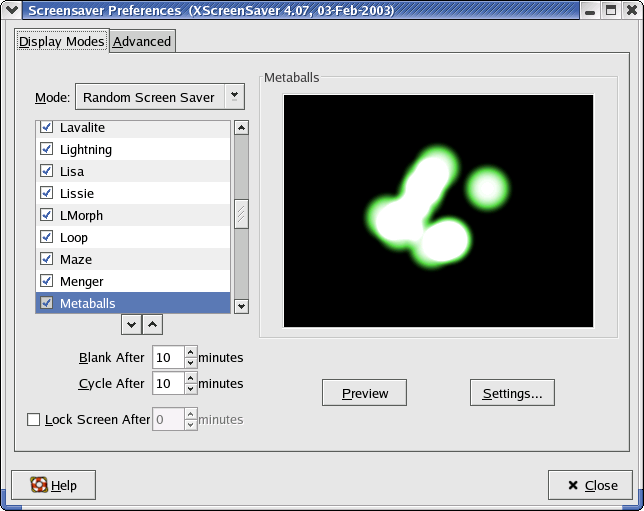 Screensaver Preferences  (XScreenSaver 4.07, 03-Feb-2003)
Display Modes
Advanced
Mode: Random Screen Saver
Lavalite
Lightning
Lisa
Lissie
LMorph
Loop
Maze
Menger
Metaballs
Blank After 10 minutes
Cycle After 10 minutes
Lock Screen After 0 minutes
Metaballs
Preview
Settings...
Help
Close